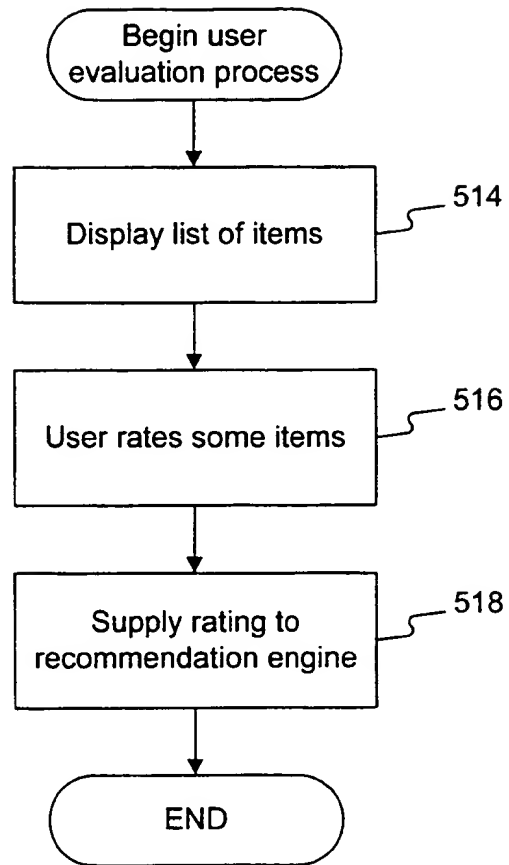 Begin user
evaluation process
Display list of items
514
User rates some items
516
Supply rating to
recommendation engine
518
END